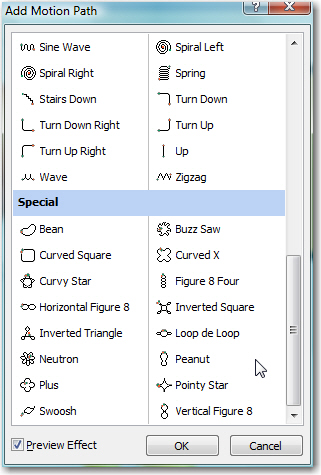 Add Motion Path
?
Sine Wave Spiral Left
Spiral Right Spring
Stairs Down Turn Down
Turn Down Right Turn Up
Turn Up Right Up
Wave Zigzag
Special
Bean Buzz Saw
Curved Square Curved X
Curvy Star Figure 8 Four
Horizontal Figure 8 Inverted Square
Inverted Triangle Loop de Loop
Neutron Peanut
Plus Pointy Star
Swoosh Vertical Figure 8
Preview Effect OK Cancel